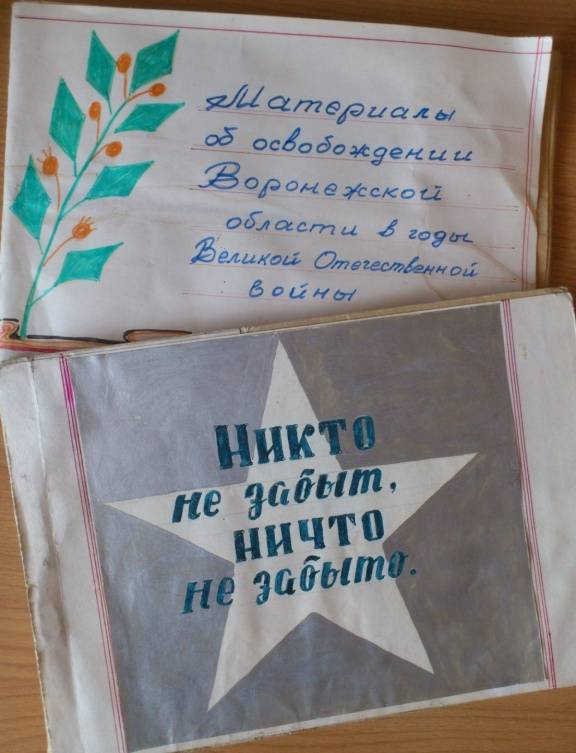 Материалы
об освобождении
Воронежской
области в годы
Великой Отечественной
войны
Никто
не забыт,
ничто
не забыто.